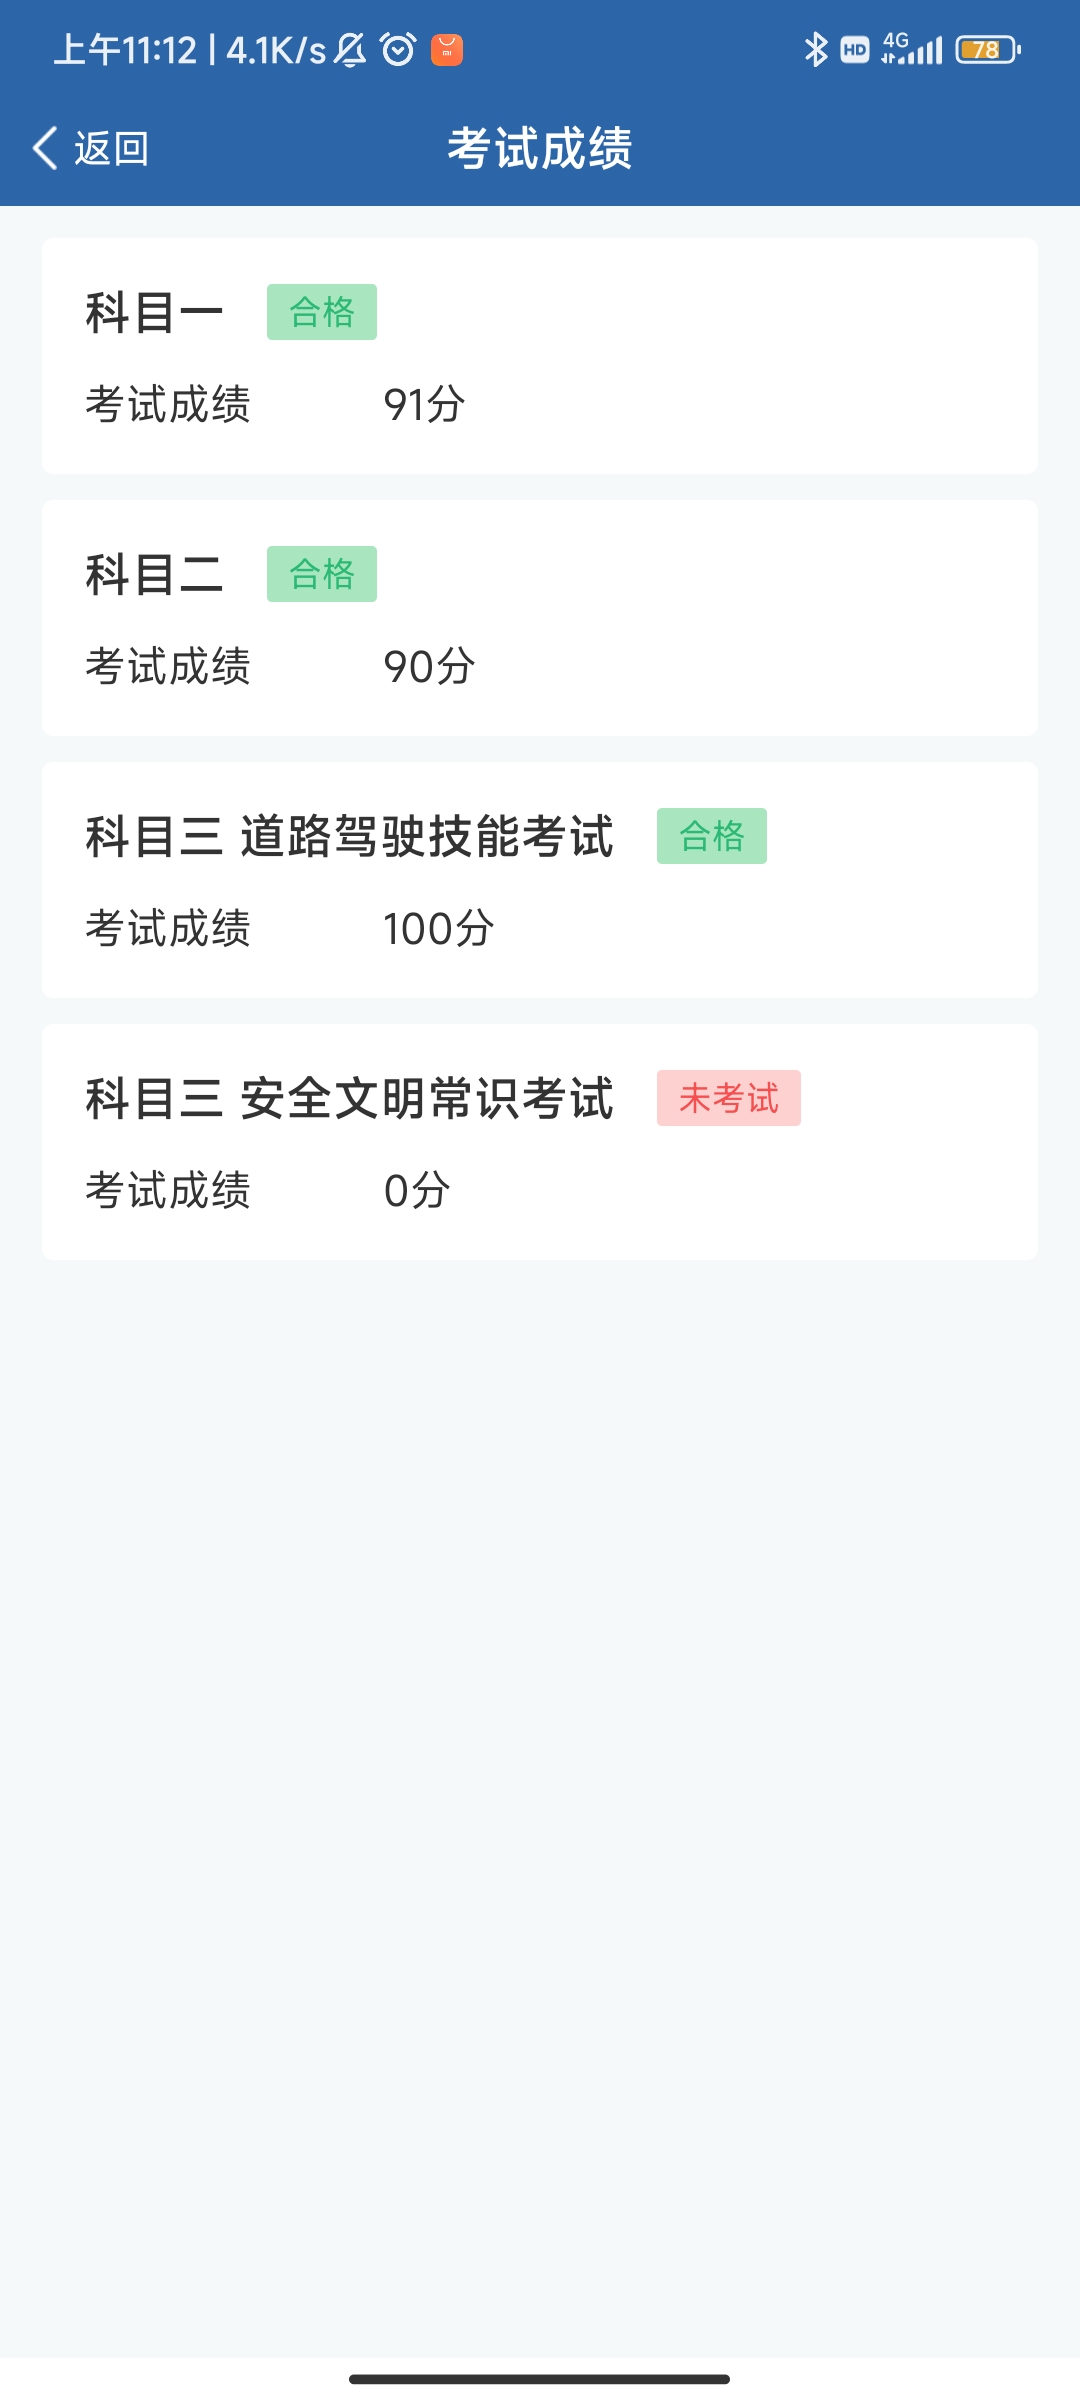 上午11:12 | 4.1K/s
HD 4G 78
返回 考试成绩
科目一 合格
考试成绩 91分
科目二 合格
考试成绩 90分
科目三 道路驾驶技能考试 合格
考试成绩 100分
科目三 安全文明常识考试 未考试
考试成绩 0分